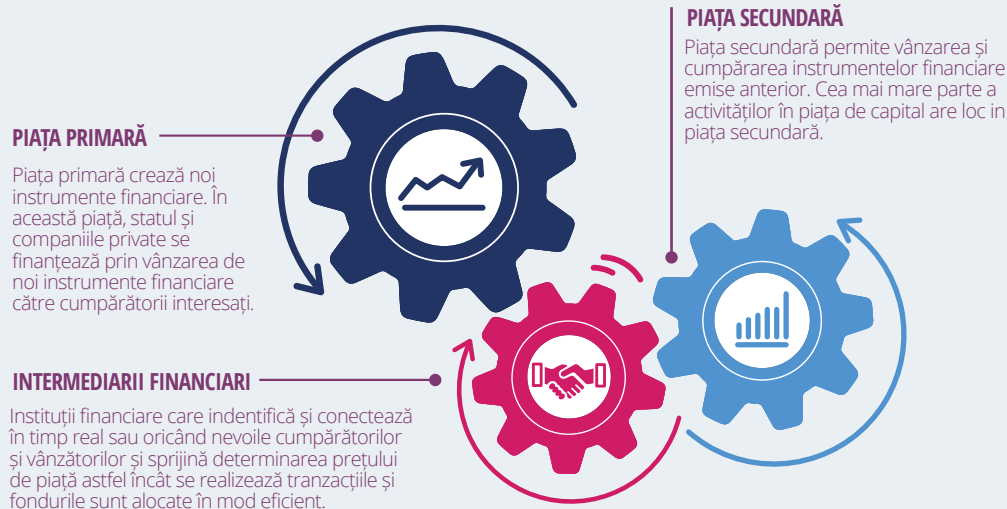 PIAȚA PRIMARĂ
Piața primară crează noi
instrumente financiare. În
această piață, statul și
companiile private se
finanțează prin vânzarea de
noi instrumente financiare
către cumpărătorii interesați.
PIAȚA SECUNDARĂ
Piața secundară permite vânzarea și
cumpărarea instrumentelor financiare
emise anterior. Cea mai mare parte a
activităților în piața de capital are loc in
piața secundară.
INTERMEDIARII FINANCIARI
Instituții financiare care indentifică și conectează
în timp real sau oricând nevoile cumpărătorilor
și vânzătorilor și sprijină determinarea prețului
de piață astfel încât se realizează tranzacțiile și
fondurile sunt alocate în mod eficient.